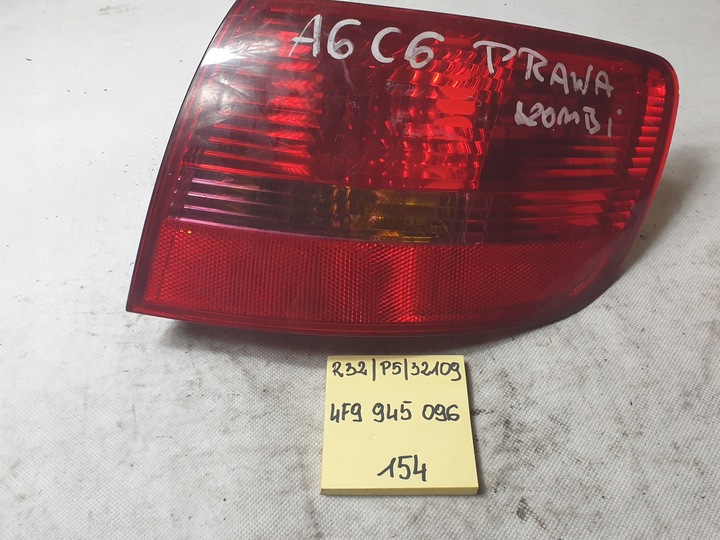 A6 C6 PRAWA
KOMBi
R32/P5/32109
4F9 945 096
154